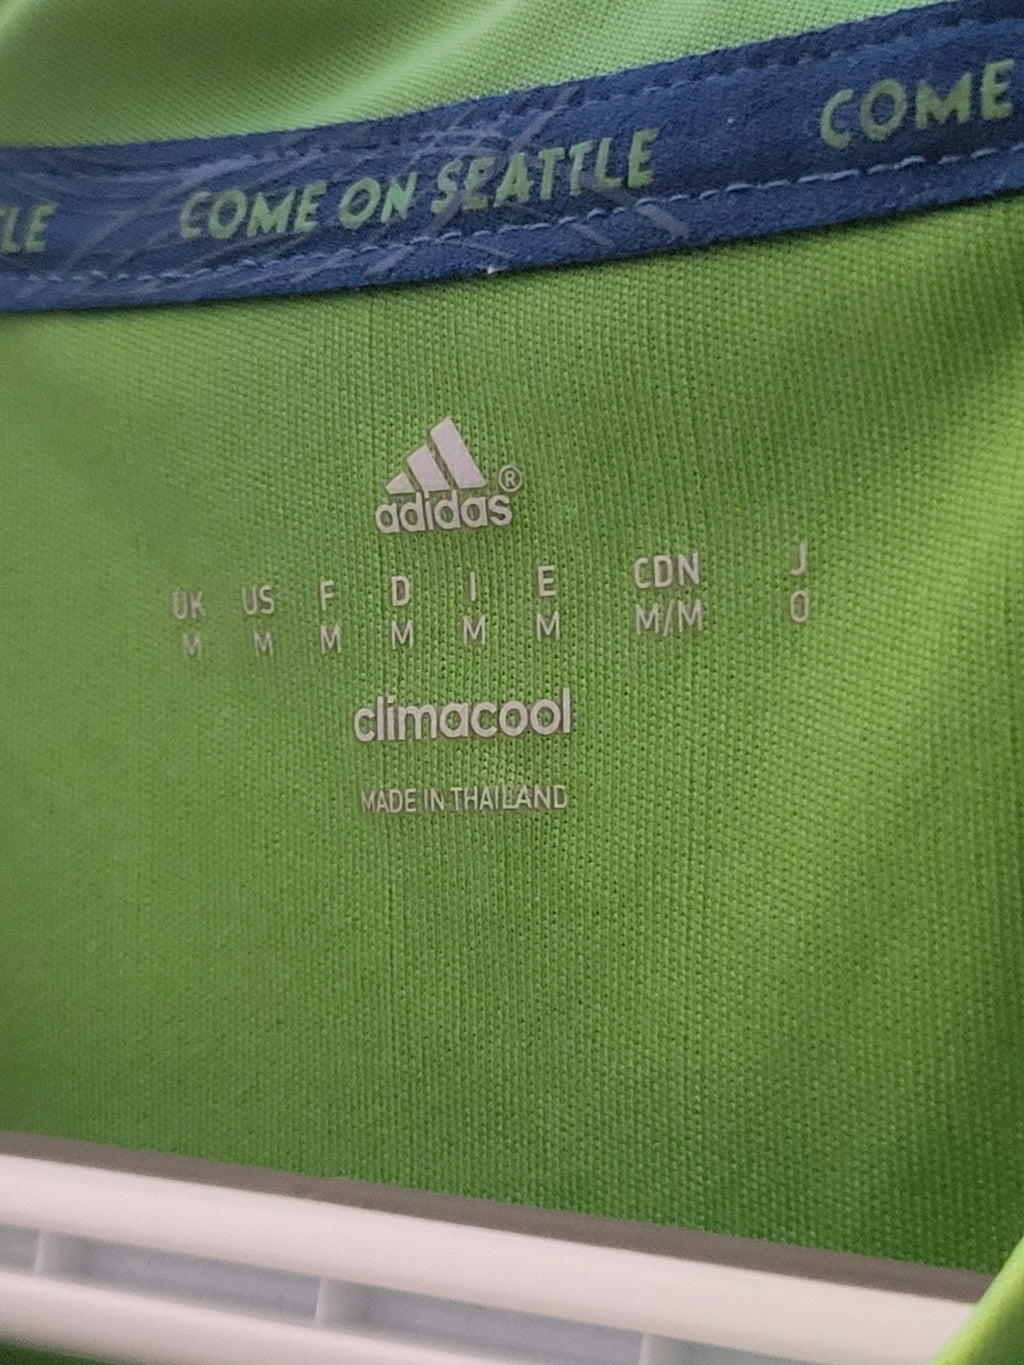 LE COME ON SEATTLE COME
adidas®
UK US F D I E CDN J
M M M M M M M/M O
climacool
MADE IN THAILAND